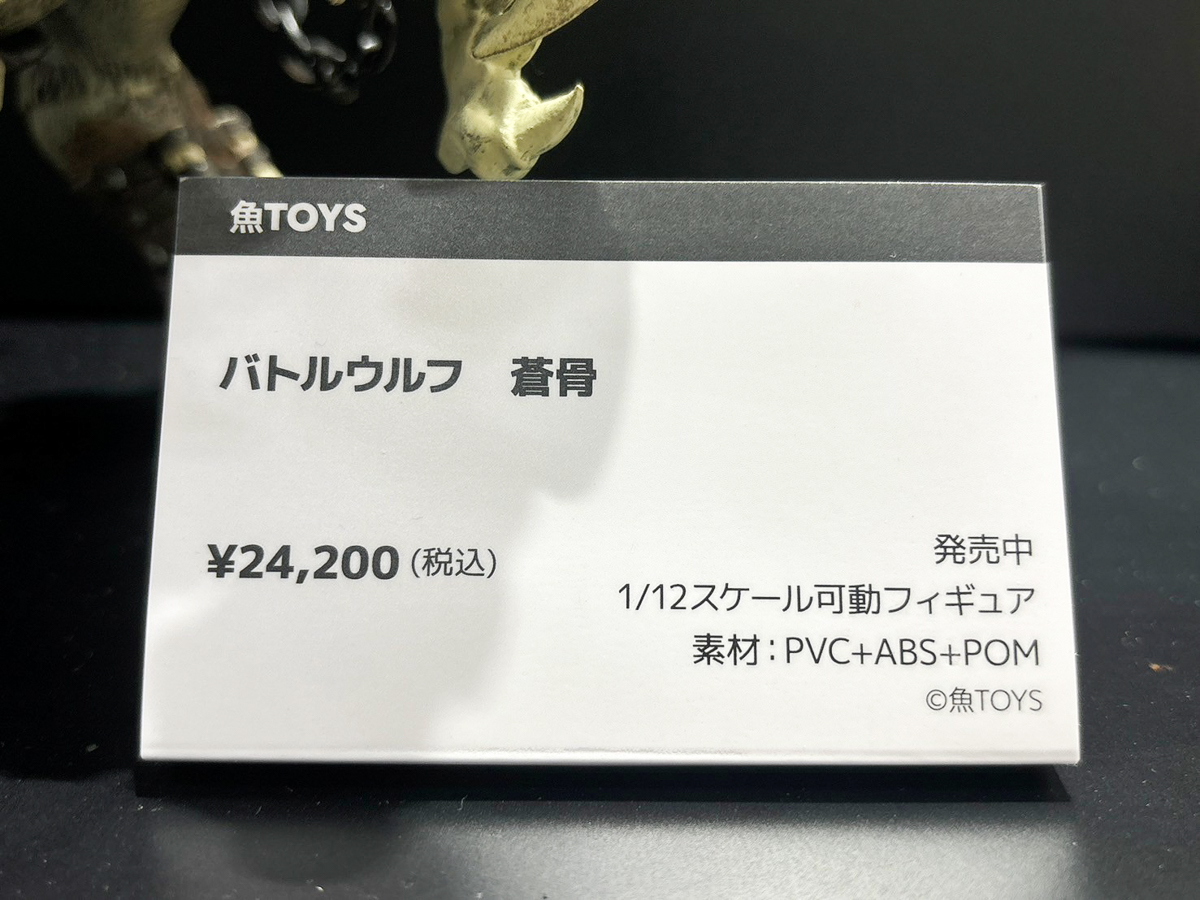 魚TOYS
バトルウルフ　蒼骨
¥24,200(税込)
発売中
1/12スケール可動フィギュア
素材：PVC+ABS+POM
©魚TOYS